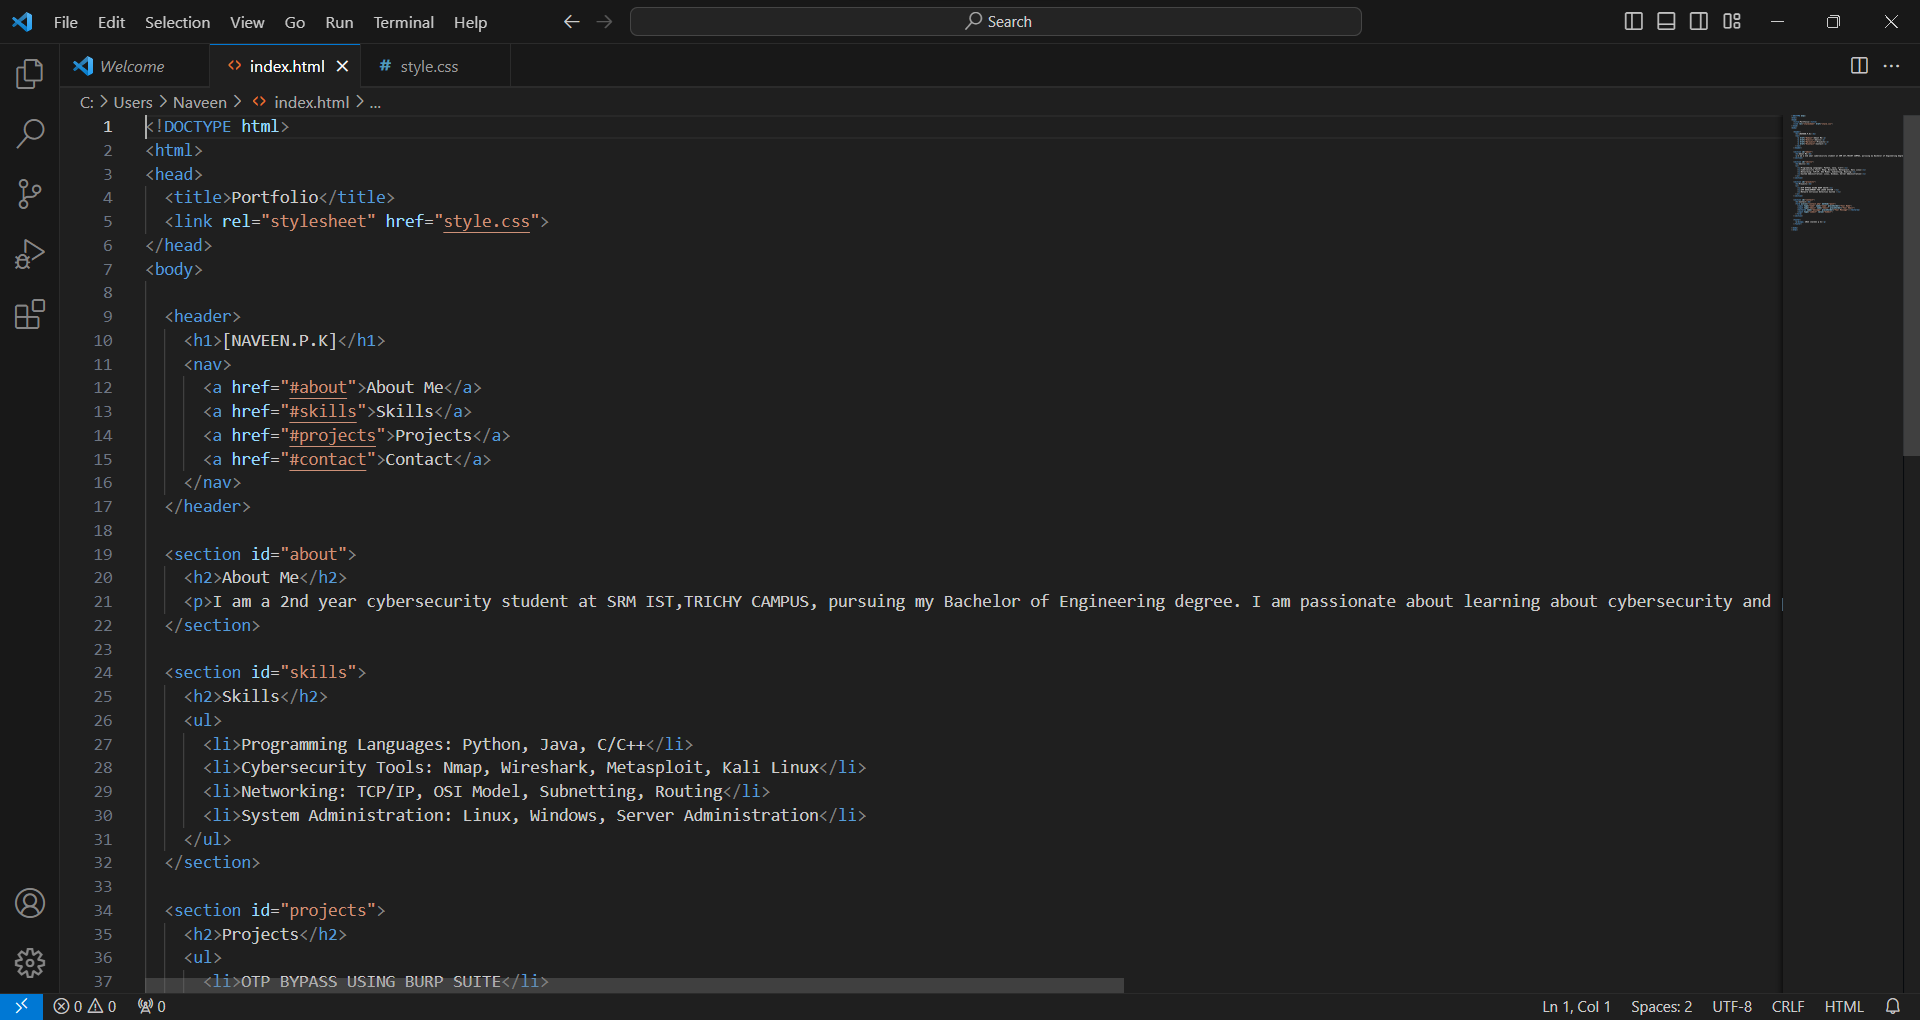 File Edit Selection View Go Run Terminal Help Search
Welcome index.html # style.css
C: > Users > Naveen > index.html > ...
1 <!DOCTYPE html>
2 <html>
3 <head>
4 <title>Portfolio</title>
5 <link rel="stylesheet" href="style.css">
6 </head>
7 <body>
8
9 <header>
10 <h1>[NAVEEN.P.K]</h1>
11 <nav>
12 <a href="#about">About Me</a>
13 <a href="#skills">Skills</a>
14 <a href="#projects">Projects</a>
15 <a href="#contact">Contact</a>
16 </nav>
17 </header>
18
19 <section id="about">
20 <h2>About Me</h2>
21 <p>I am a 2nd year cybersecurity student at SRM IST,TRICHY CAMPUS, pursuing my Bachelor of Engineering degree. I am passionate about learning about cybersecurity and
22 </section>
23
24 <section id="skills">
25 <h2>Skills</h2>
26 <ul>
27 <li>Programming Languages: Python, Java, C/C++</li>
28 <li>Cybersecurity Tools: Nmap, Wireshark, Metasploit, Kali Linux</li>
29 <li>Networking: TCP/IP, OSI Model, Subnetting, Routing</li>
30 <li>System Administration: Linux, Windows, Server Administration</li>
31 </ul>
32 </section>
33
34 <section id="projects">
35 <h2>Projects</h2>
36 <ul>
37 <li>OTP BYPASS USING BURP SUITE</li>
0 0 0 Ln 1, Col 1 Spaces: 2 UTF-8 CRLF HTML